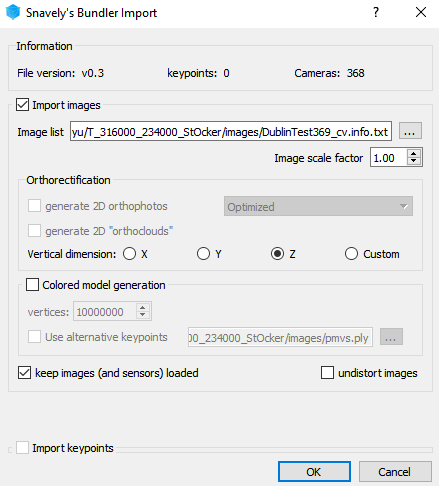 Snavely's Bundler Import
Information
File version: v0.3 keypoints: 0 Cameras: 368
Import images
Image list yu/T_316000_234000_StOcker/images/DublinTest369_cv.info.txt ...
Image scale factor 1.00
Orthorectification
generate 2D orthophotos Optimized
generate 2D "orthoclouds"
Vertical dimension: X Y Z Custom
Colored model generation
vertices: 10000000
Use alternative keypoints 00_234000_StOcker/images/pmvs.ply ...
keep images (and sensors) loaded undistort images
Import keypoints
OK Cancel